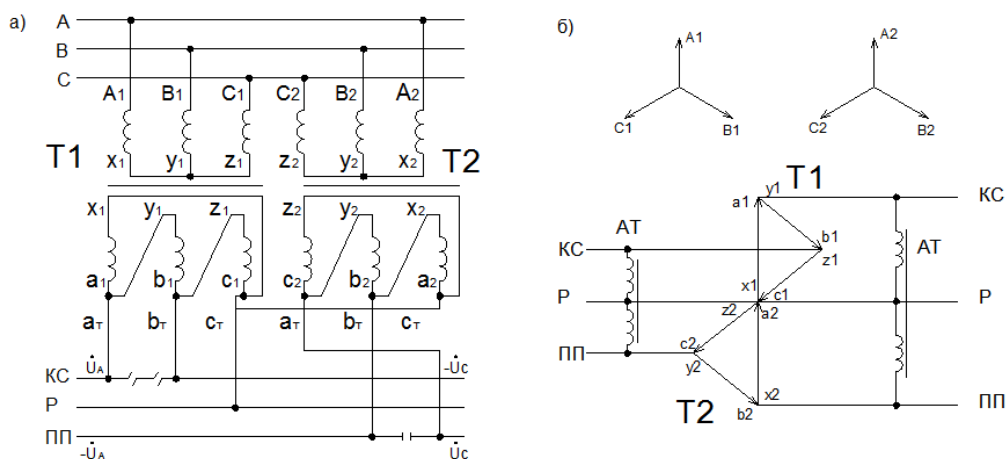 а)
А
В
С
A1 B1 C1 C2 B2 A2
T1 x1 y1 z1 z2 y2 x2 T2
x1 y1 z1 z2 y2 x2
a1 b1 c1 c2 b2 a2
aт bт cт aт bт cт
U̇A -U̇c
КС
Р
ПП
-U̇A U̇c
б)
A1 A2
C1 B1 C2 B2
T1
y1 КС
a1
АТ b1 АТ
КС z1
x1 c1
Р Р
z2 a2
ПП c2
y2
x2 ПП
b2
T2